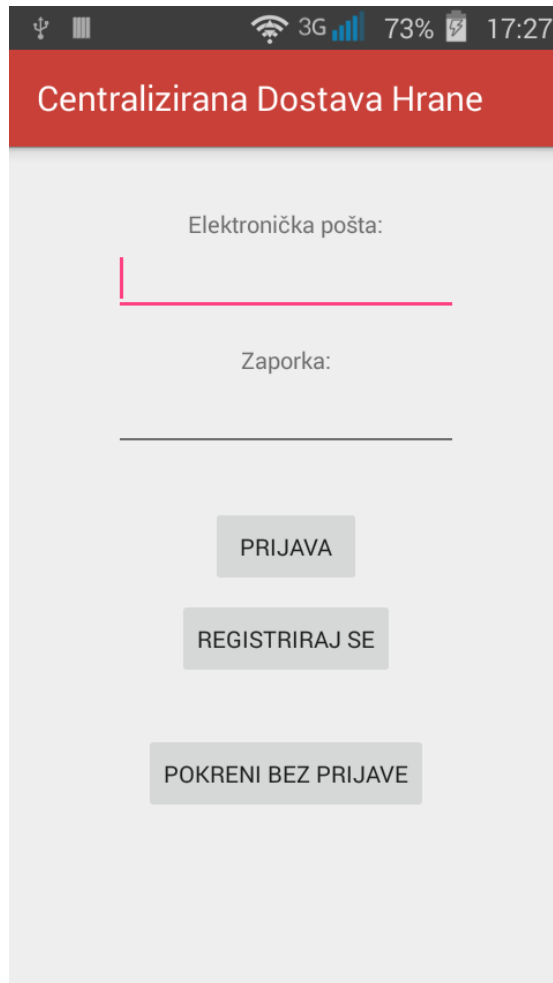 3G 73% 17:27
Centralizirana Dostava Hrane
Elektronička pošta:
Zaporka:
PRIJAVA
REGISTRIRAJ SE
POKRENI BEZ PRIJAVE